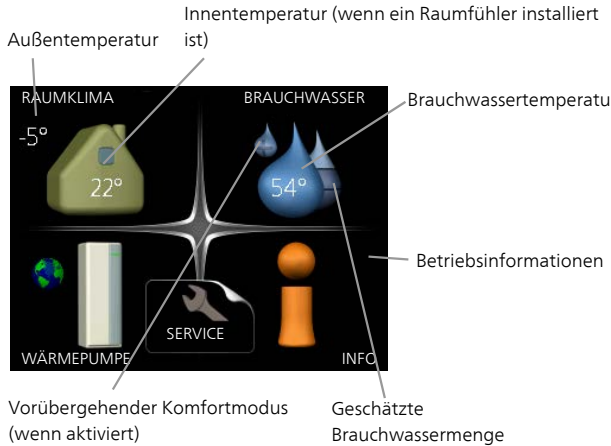 Innentemperatur (wenn ein Raumfühler installiert
ist)
Außentemperatur
RAUMKLIMA
BRAUCHWASSER
Brauchwassertemperatu
-5°
22°
54°
Betriebsinformationen
SERVICE
WÄRMEPUMPE
INFO
Vorübergehender Komfortmodus
(wenn aktiviert)
Geschätzte
Brauchwassermenge